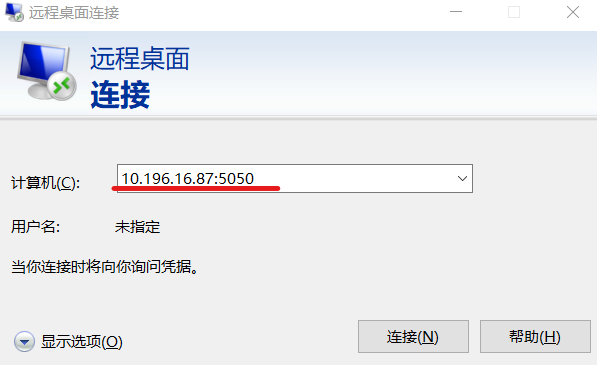 远程桌面连接
远程桌面
连接
计算机(C):
10.196.16.87:5050
用户名:
未指定
当你连接时将向你询问凭据。
显示选项(O)
连接(N)
帮助(H)